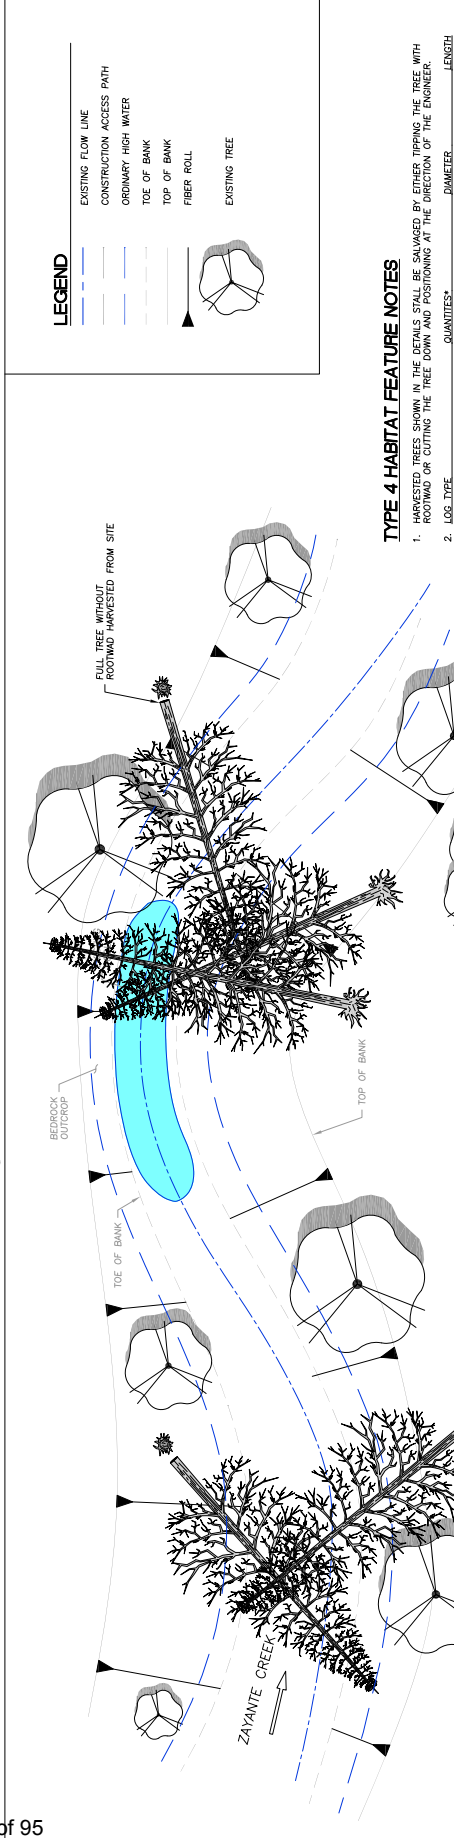 LEGEND
EXISTING FLOW LINE
CONSTRUCTION ACCESS PATH
ORDINARY HIGH WATER
TOE OF BANK
TOP OF BANK
FIBER ROLL
EXISTING TREE
TYPE 4 HABITAT FEATURE NOTES
1. HARVESTED TREES SHOWN IN THE DETAILS STALL BE SALVAGED BY EITHER TIPPING THE TREE WITH
ROOTWAD OR CUTTING THE TREE DOWN AND POSITIONING AT THE DIRECTION OF THE ENGINEER.
2. LOG TYPE QUANTITES* DIAMETER LENGTH
FULL TREE WITHOUT
ROOTWAD HARVESTED FROM SITE
BEDROCK
OUTCROP
TOP OF BANK
TOE OF BANK
ZAYANTE CREEK
of 95